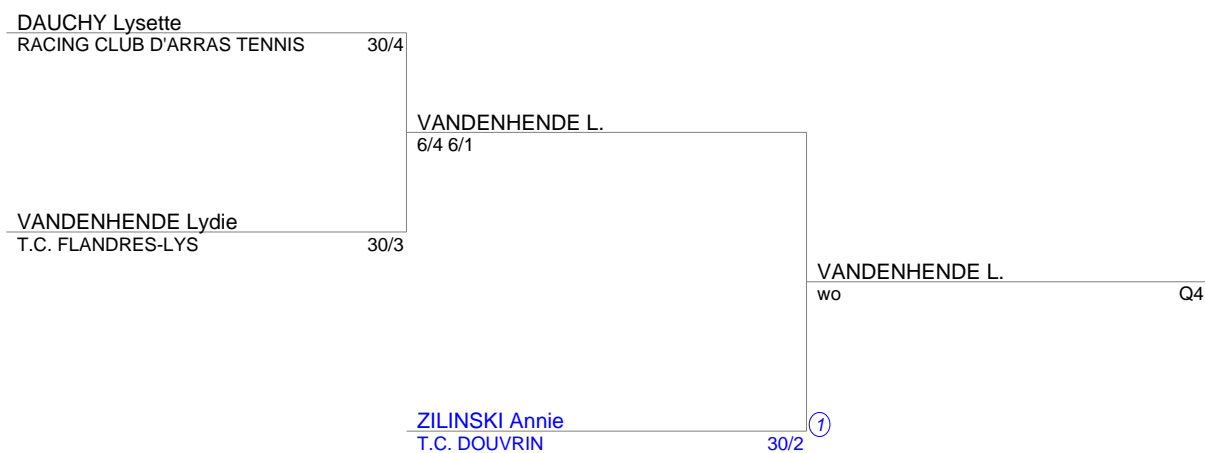 DAUCHY Lysette
RACING CLUB D'ARRAS TENNIS 30/4
VANDENHENDE L.
6/4 6/1
VANDENHENDE Lydie
T.C. FLANDRES-LYS 30/3
VANDENHENDE L.
wo Q4
ZILINSKI Annie 1
T.C. DOUVRIN 30/2